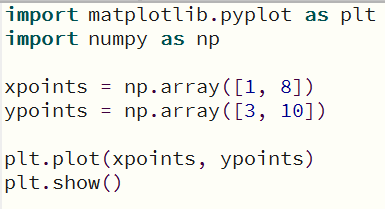 import matplotlib.pyplot as plt
import numpy as np
xpoints = np.array([1, 8])
ypoints = np.array([3, 10])
plt.plot(xpoints, ypoints)
plt.show()